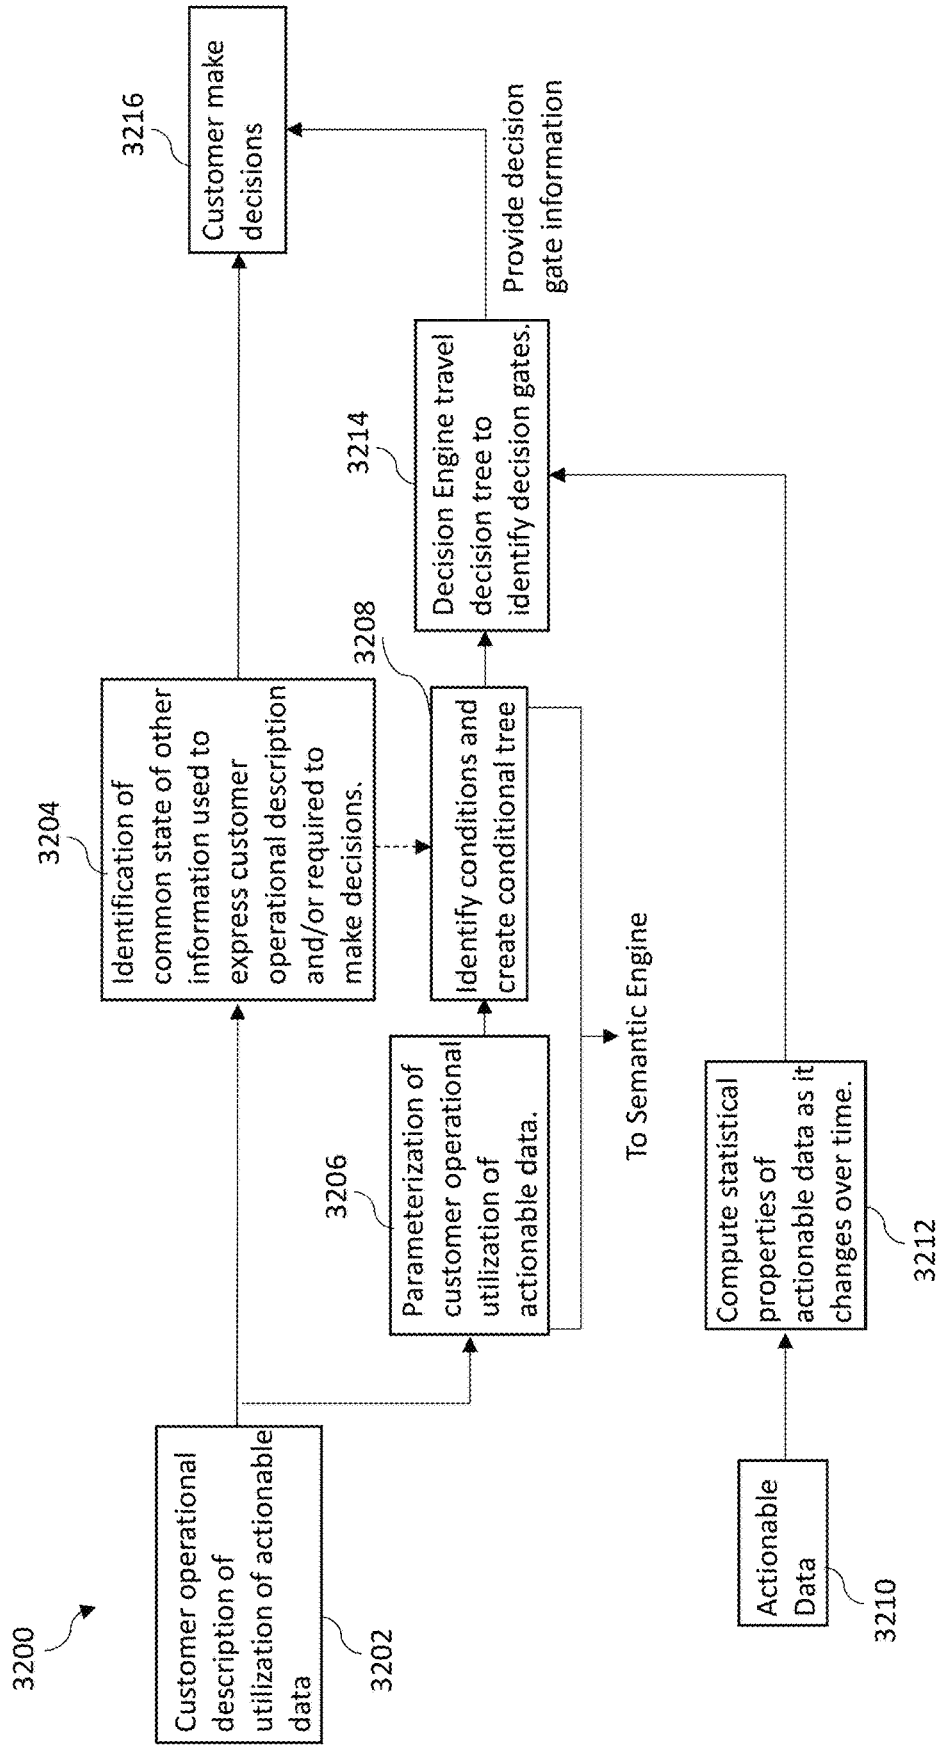 3200
Customer operational
description of
utilization of actionable
data
3202
3204
Identification of
common state of other
information used to
express customer
operational description
and/or required to
make decisions.
3216
Customer make
decisions
3206
Parameterization of
customer operational
utilization of
actionable data.
3208
Identify conditions and
create conditional tree
3214
Decision Engine travel
decision tree to
identify decision gates.
Provide decision
gate information
To Semantic Engine
Actionable
Data
3210
Compute statistical
properties of
actionable data as it
changes over time.
3212